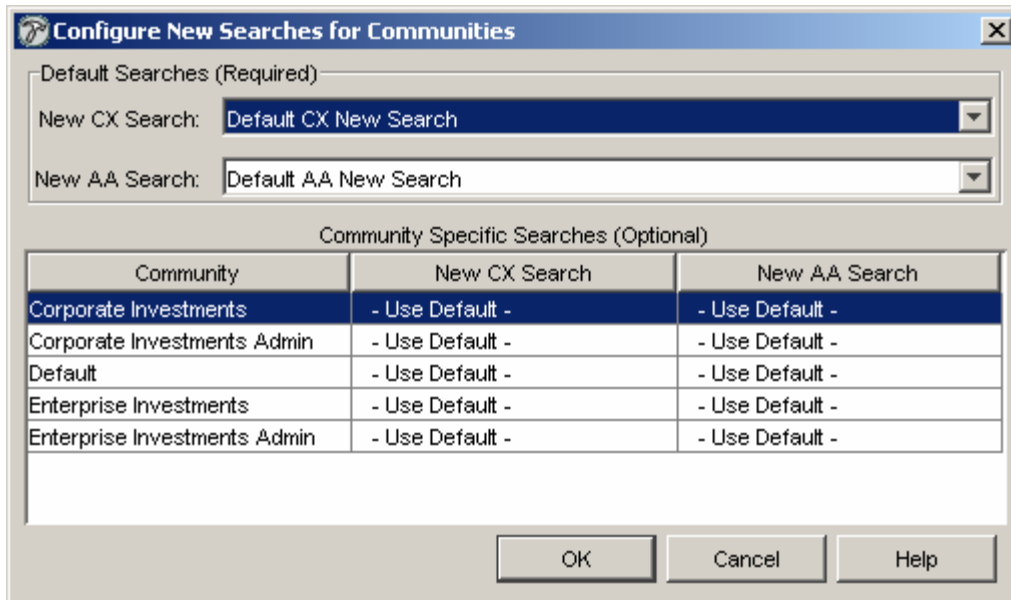 Configure New Searches for Communities
Default Searches (Required)
New CX Search: Default CX New Search
New AA Search: Default AA New Search
Community Specific Searches (Optional)
Community New CX Search New AA Search
Corporate Investments - Use Default - - Use Default -
Corporate Investments Admin - Use Default - - Use Default -
Default - Use Default - - Use Default -
Enterprise Investments - Use Default - - Use Default -
Enterprise Investments Admin - Use Default - - Use Default -
OK Cancel Help